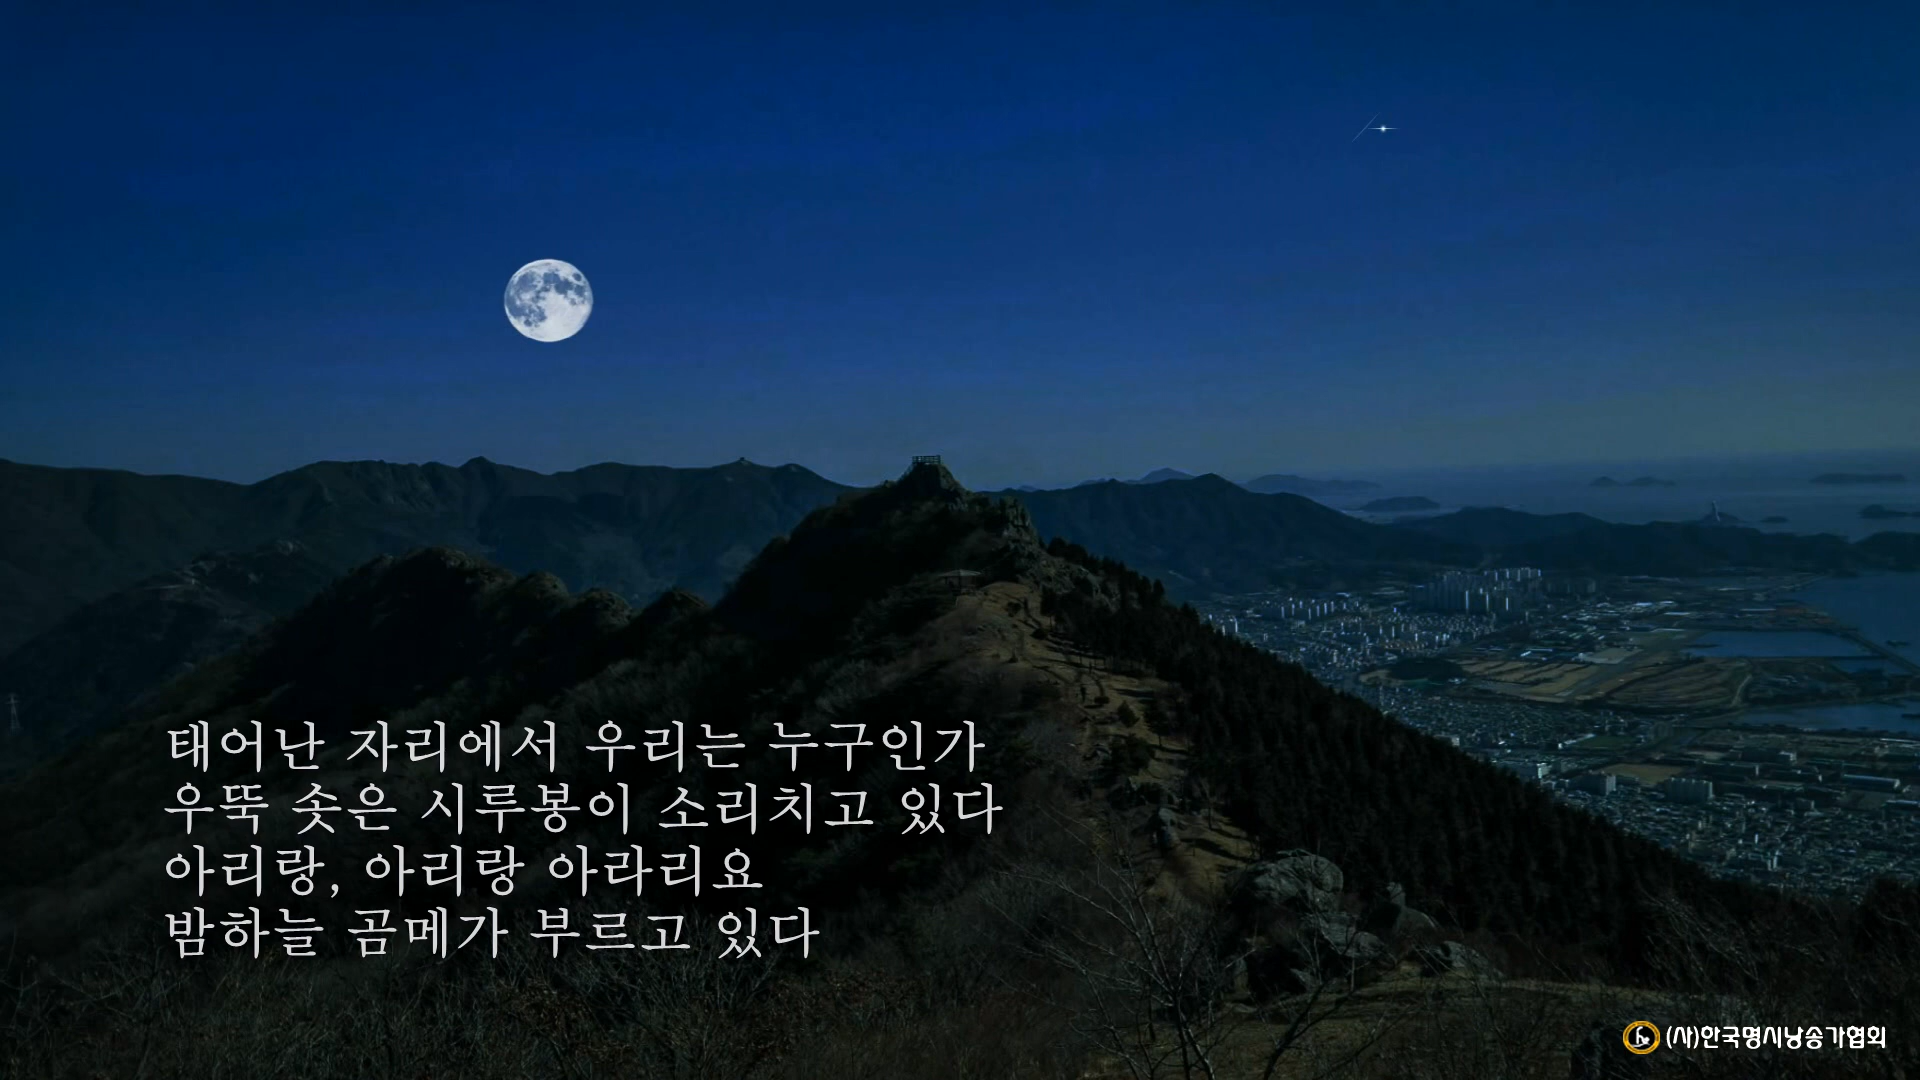 태어난 자리에서 우리는 누구인가
우뚝 솟은 시루봉이 소리치고 있다
아리랑, 아리랑 아라리요
밤하늘 곰메가 부르고 있다
(사)한국명시낭송가협회